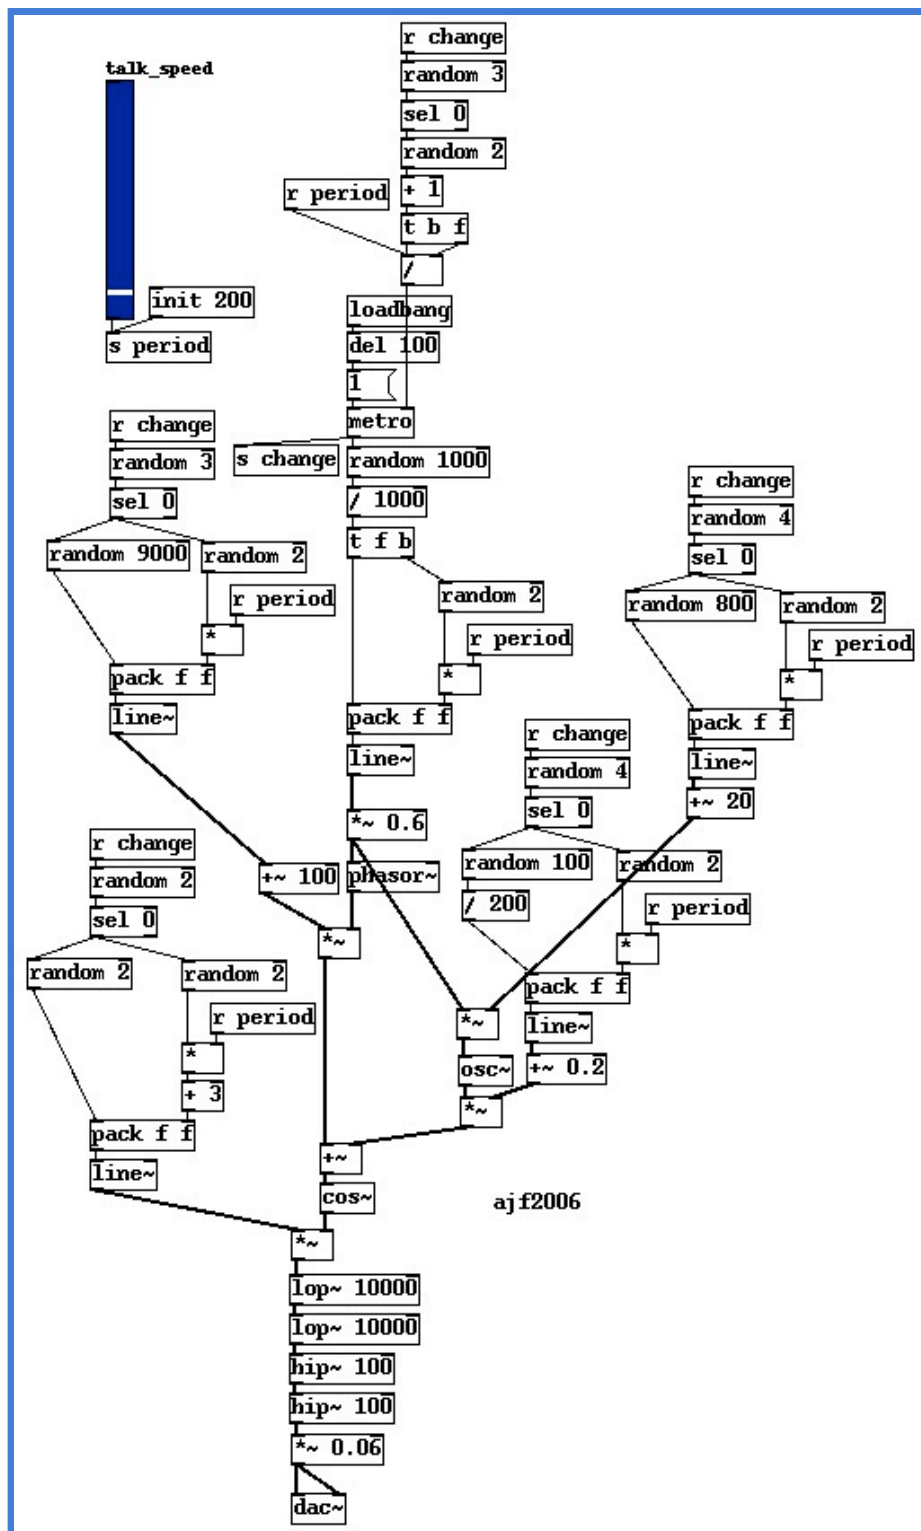 r change
talk_speed
random 3
sel 0
random 2
r period
+ 1
t b f
/
init 200
loadbang
s period
del 100
1
metro
r change
s change
random 1000
random 3
r change
sel 0
/ 1000
random 4
t f b
sel 0
random 9000
random 2
random 2
random 800
random 2
r period
r period
r period
*
*
*
pack f f
pack f f
pack f f
line~
r change
line~
line~
random 4
+~ 20
sel 0
*~ 0.6
r change
random 100
random 2
+~ 100
phasor~
random 2
/ 200
r period
sel 0
*~
*
random 2
random 2
pack f f
r period
*~
line~
*
osc~
+~ 0.2
+ 3
*~
pack f f
+~
line~
cos~
ajf2006
*~
lop~ 10000
lop~ 10000
hip~ 100
hip~ 100
*~ 0.06
dac~